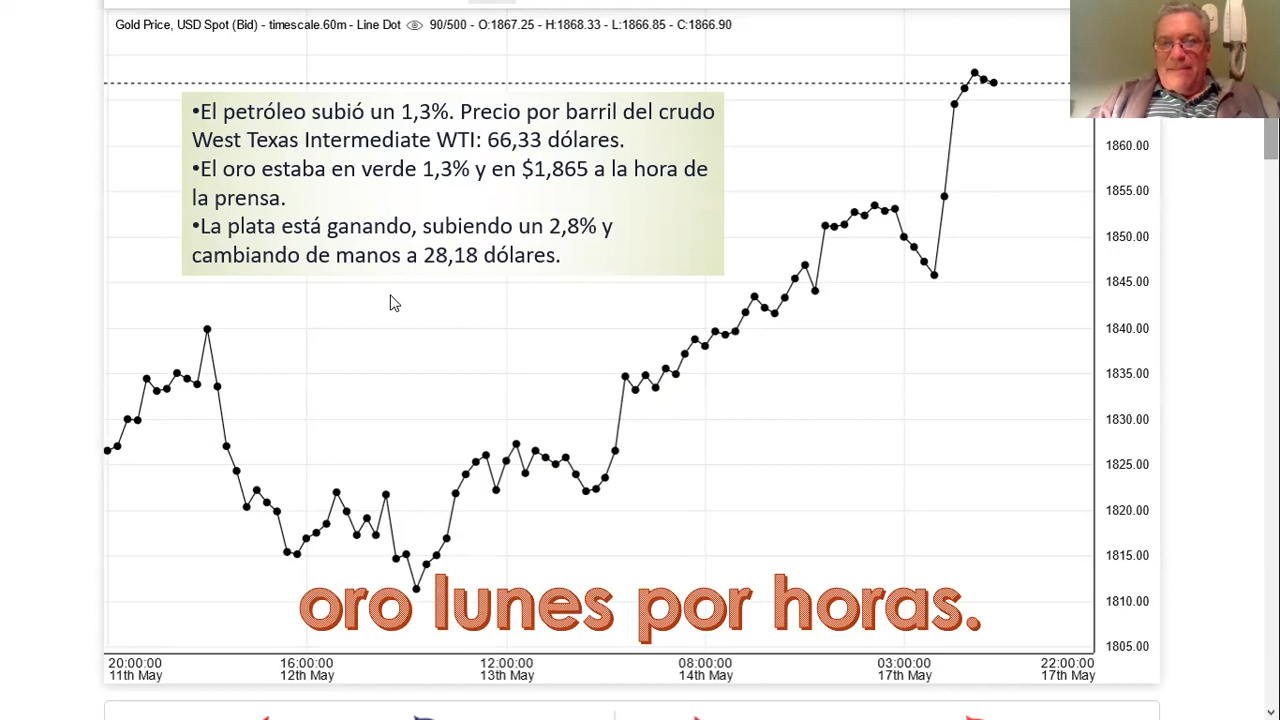 Gold Price, USD Spot (Bid) - timescale.60m - Line Dot 90/500 - O:1867.25 - H:1868.33 - L:1866.85 - C:1866.90
•El petróleo subió un 1,3%. Precio por barril del crudo
West Texas Intermediate WTI: 66,33 dólares.
•El oro estaba en verde 1,3% y en $1,865 a la hora de
la prensa.
•La plata está ganando, subiendo un 2,8% y
cambiando de manos a 28,18 dólares.
1860.00
1855.00
1850.00
1845.00
1840.00
1835.00
1830.00
1825.00
1820.00
1815.00
1810.00
1805.00
oro lunes por horas.
20:00:00 16:00:00 12:00:00 08:00:00 03:00:00 22:00:00
11th May 12th May 13th May 14th May 17th May 17th May